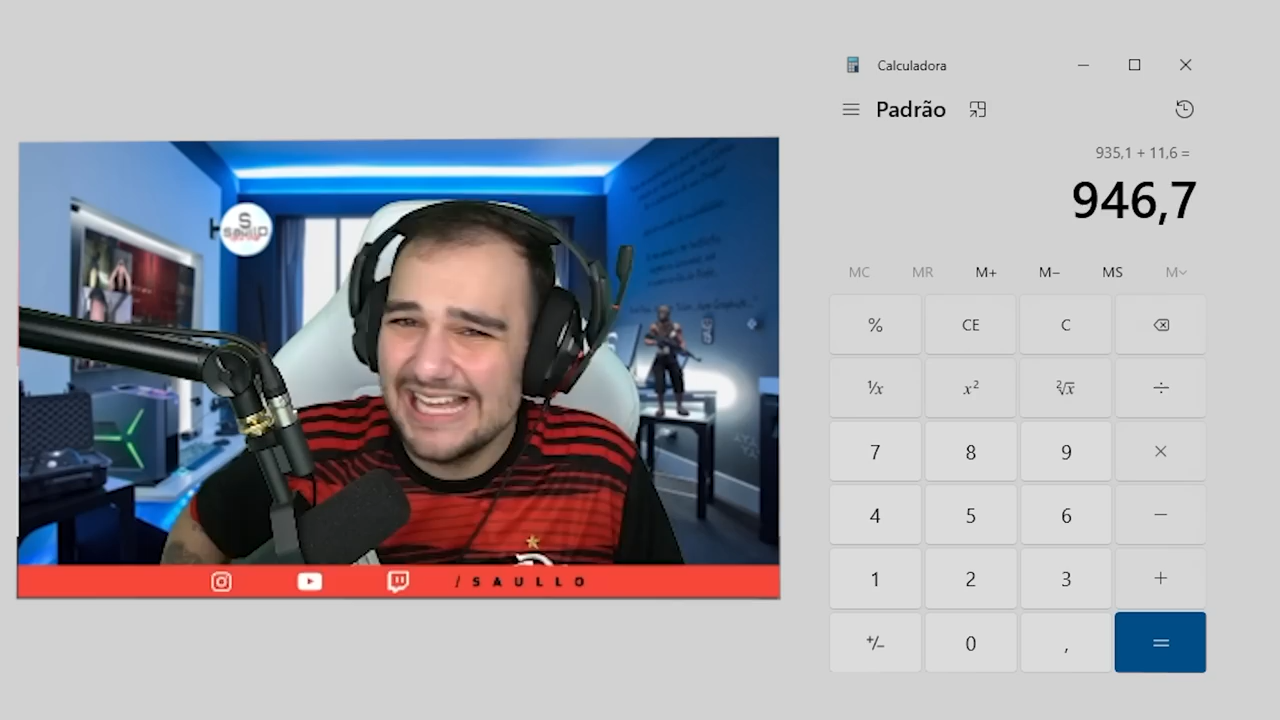 Calculadora
Padrão
935,1 + 11,6 =
946,7
MC MR M+ M− MS M
% CE C
¹/x x² ²√x ÷
7 8 9 ×
4 5 6 −
1 2 3 +
+/− 0 , =
S
saullo
/SAULLO